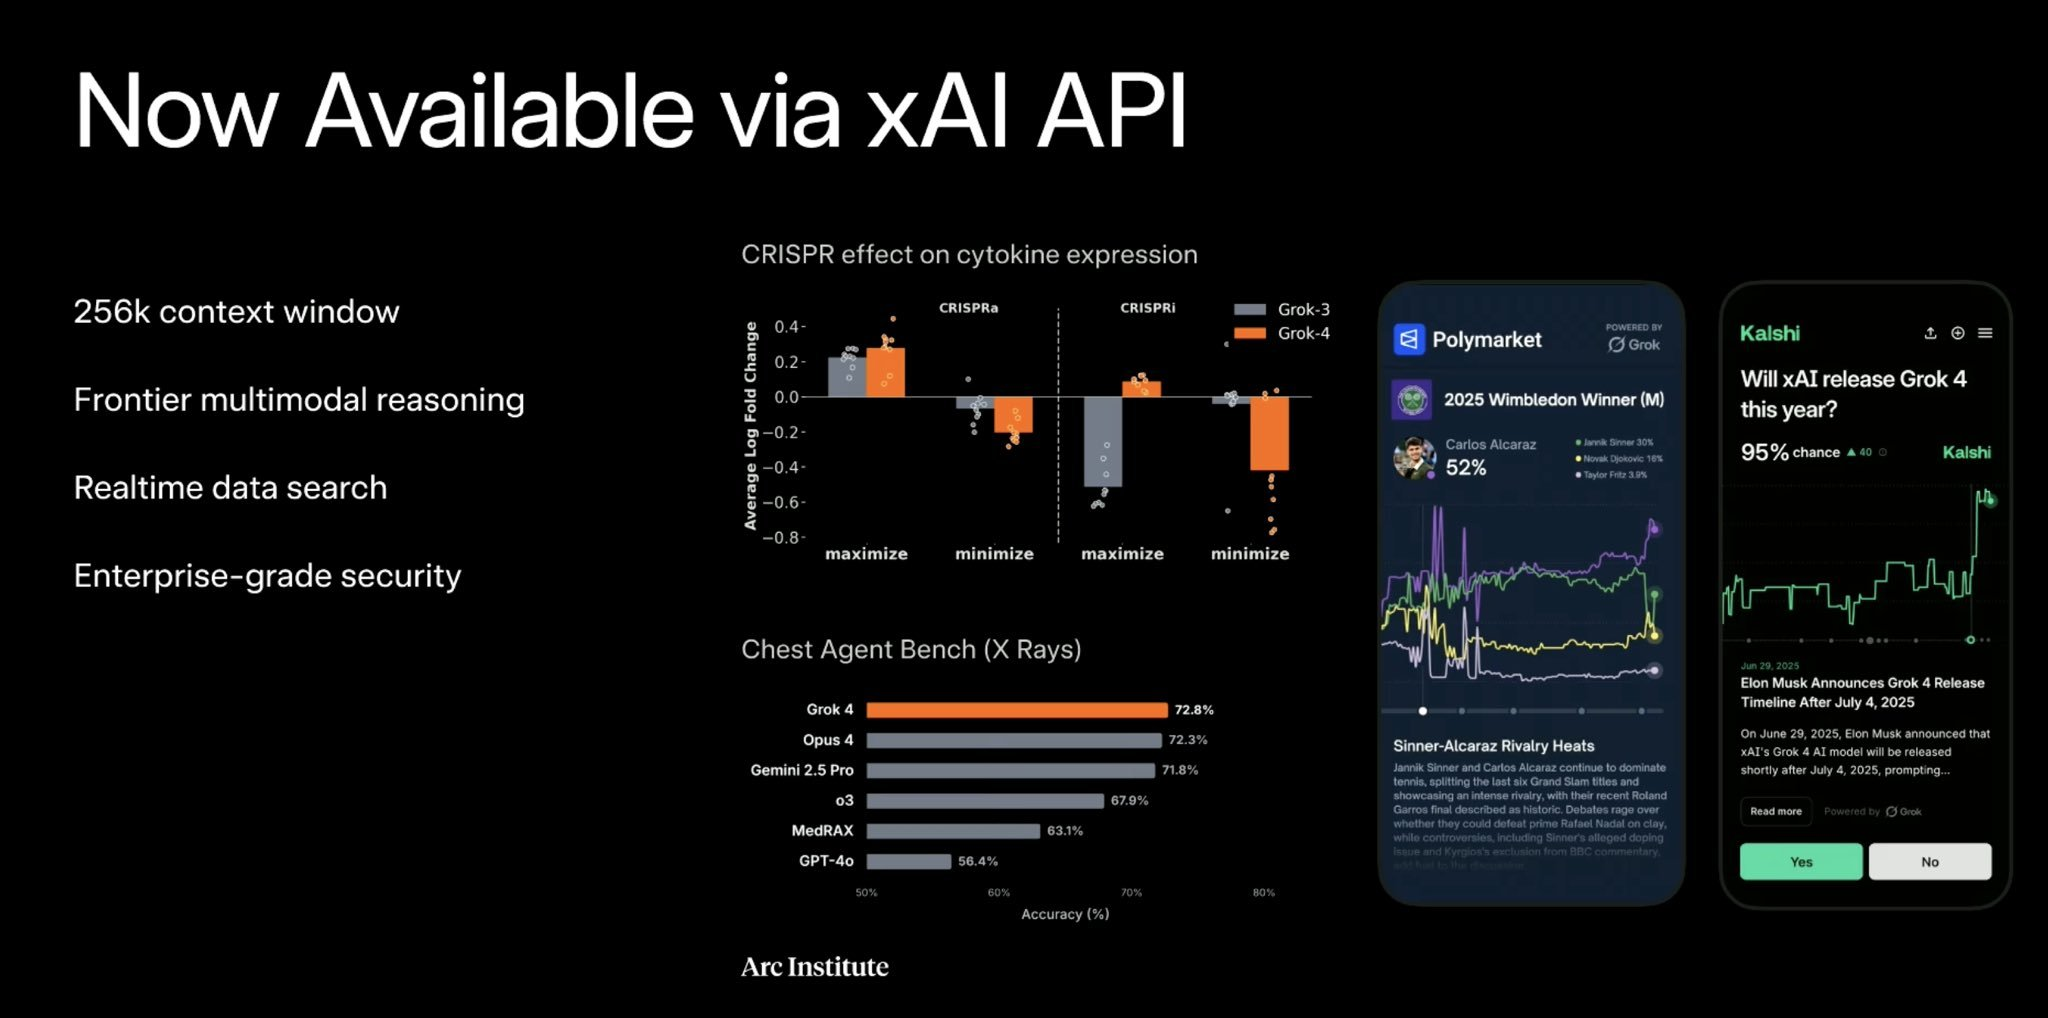 Now Available via xAI API
256k context window
Frontier multimodal reasoning
Realtime data search
Enterprise-grade security
CRISPR effect on cytokine expression
CRISPRa
CRISPRi
Grok-3
Grok-4
Average Log Fold Change
0.4
0.2
0.0
−0.2
−0.4
−0.6
−0.8
maximize
minimize
maximize
minimize
Chest Agent Bench (X Rays)
Grok 4 72.8%
Opus 4 72.3%
Gemini 2.5 Pro 71.8%
o3 67.9%
MedRAX 63.1%
GPT-4o 56.4%
50% 60% 70% 80%
Accuracy (%)
Arc Institute
Polymarket
POWERED BY
Grok
2025 Wimbledon Winner (M)
Carlos Alcaraz
52%
Jannik Sinner 30%
Novak Djokovic 16%
Taylor Fritz 3.9%
Sinner-Alcaraz Rivalry Heats
Jannik Sinner and Carlos Alcaraz continue to dominate
tennis, splitting the last six Grand Slam titles and
showcasing an intense rivalry, with their recent Roland
Garros final described as historic. Debates rage over
whether they could defeat prime Rafael Nadal on clay,
while controversies, including Sinner's alleged doping
issue and Kyrgios's exclusion from BBC commentary,
add fuel to the discussion.
Kalshi
Will xAI release Grok 4
this year?
95% chance ▲ 40
Kalshi
Jun 29, 2025
Elon Musk Announces Grok 4 Release
Timeline After July 4, 2025
On June 29, 2025, Elon Musk announced that
xAI's Grok 4 AI model will be released
shortly after July 4, 2025, prompting...
Read more
Powered by Grok
Yes
No